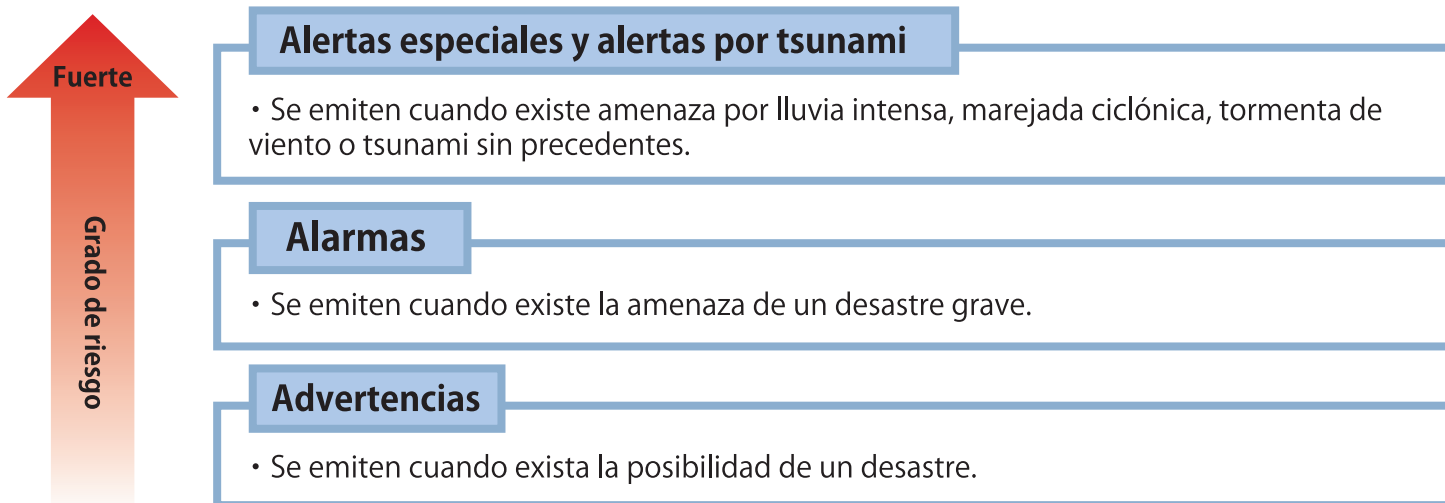 Fuerte
Grado de riesgo
Alertas especiales y alertas por tsunami
• Se emiten cuando existe amenaza por lluvia intensa, marejada ciclónica, tormenta de
viento o tsunami sin precedentes.
Alarmas
• Se emiten cuando existe la amenaza de un desastre grave.
Advertencias
• Se emiten cuando exista la posibilidad de un desastre.